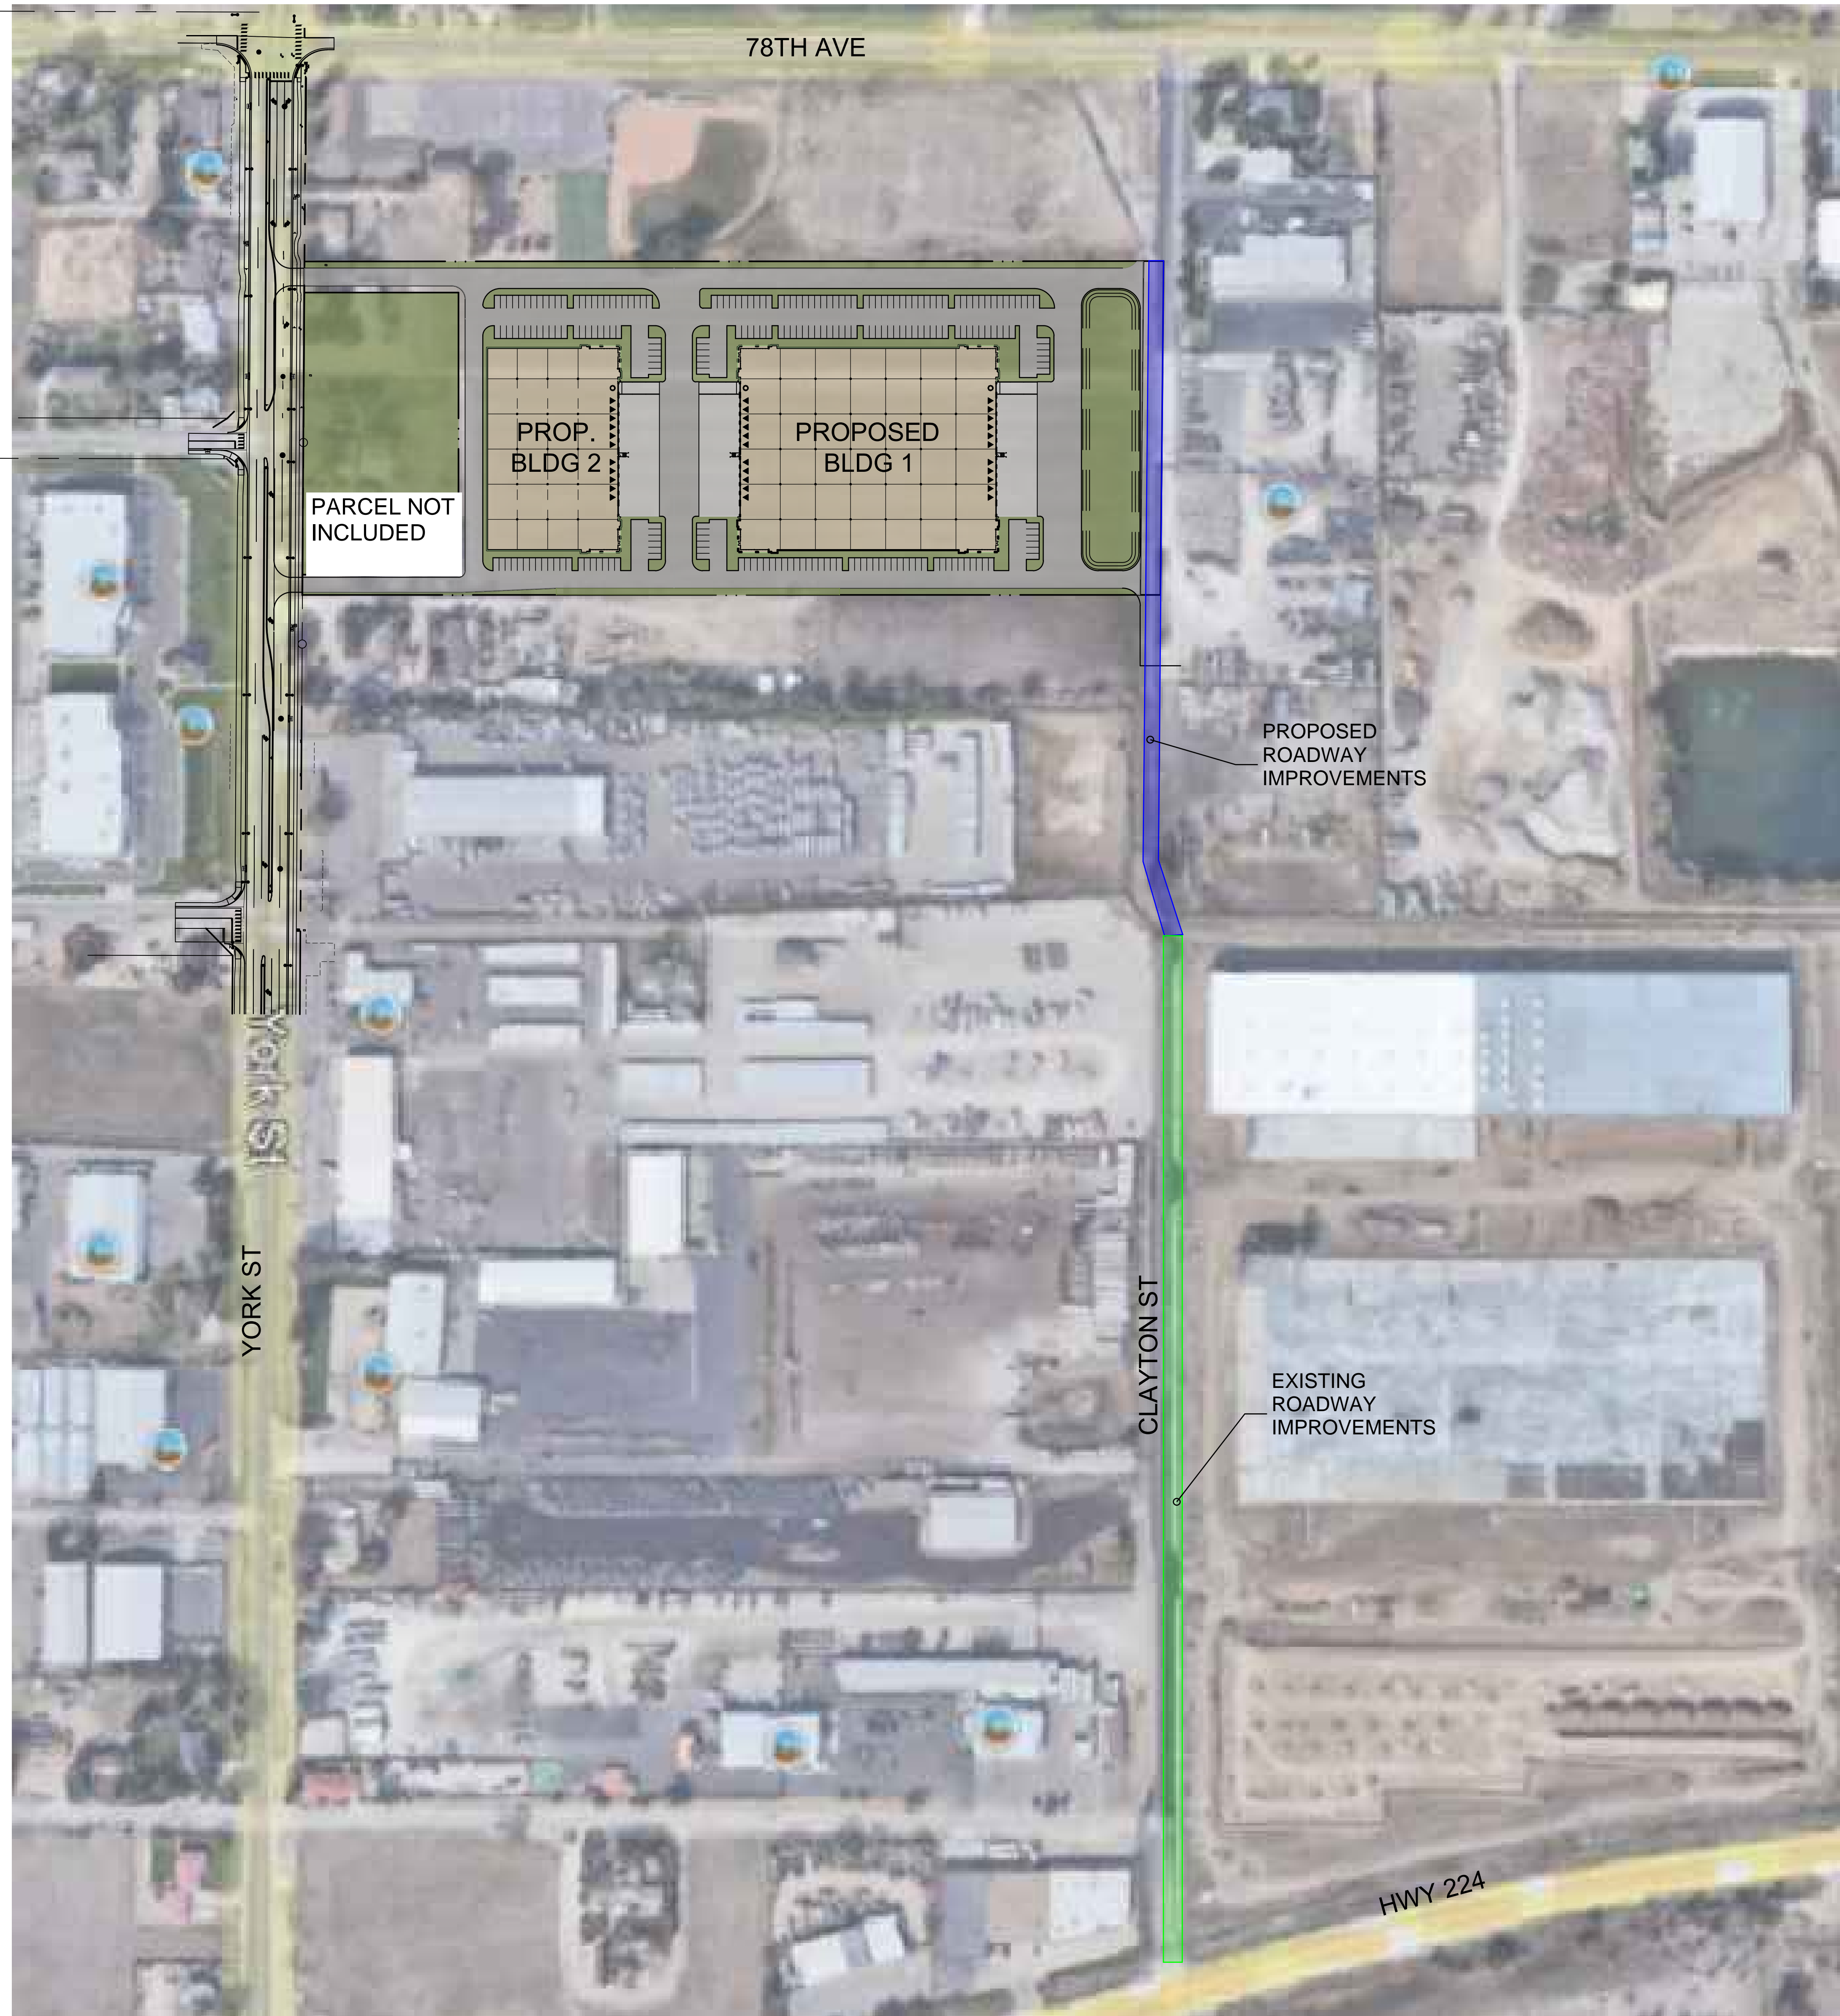 78TH AVE
PROP.
BLDG 2
PROPOSED
BLDG 1
PARCEL NOT
INCLUDED
PROPOSED
ROADWAY
IMPROVEMENTS
York St
YORK ST
CLAYTON ST
EXISTING
ROADWAY
IMPROVEMENTS
HWY 224